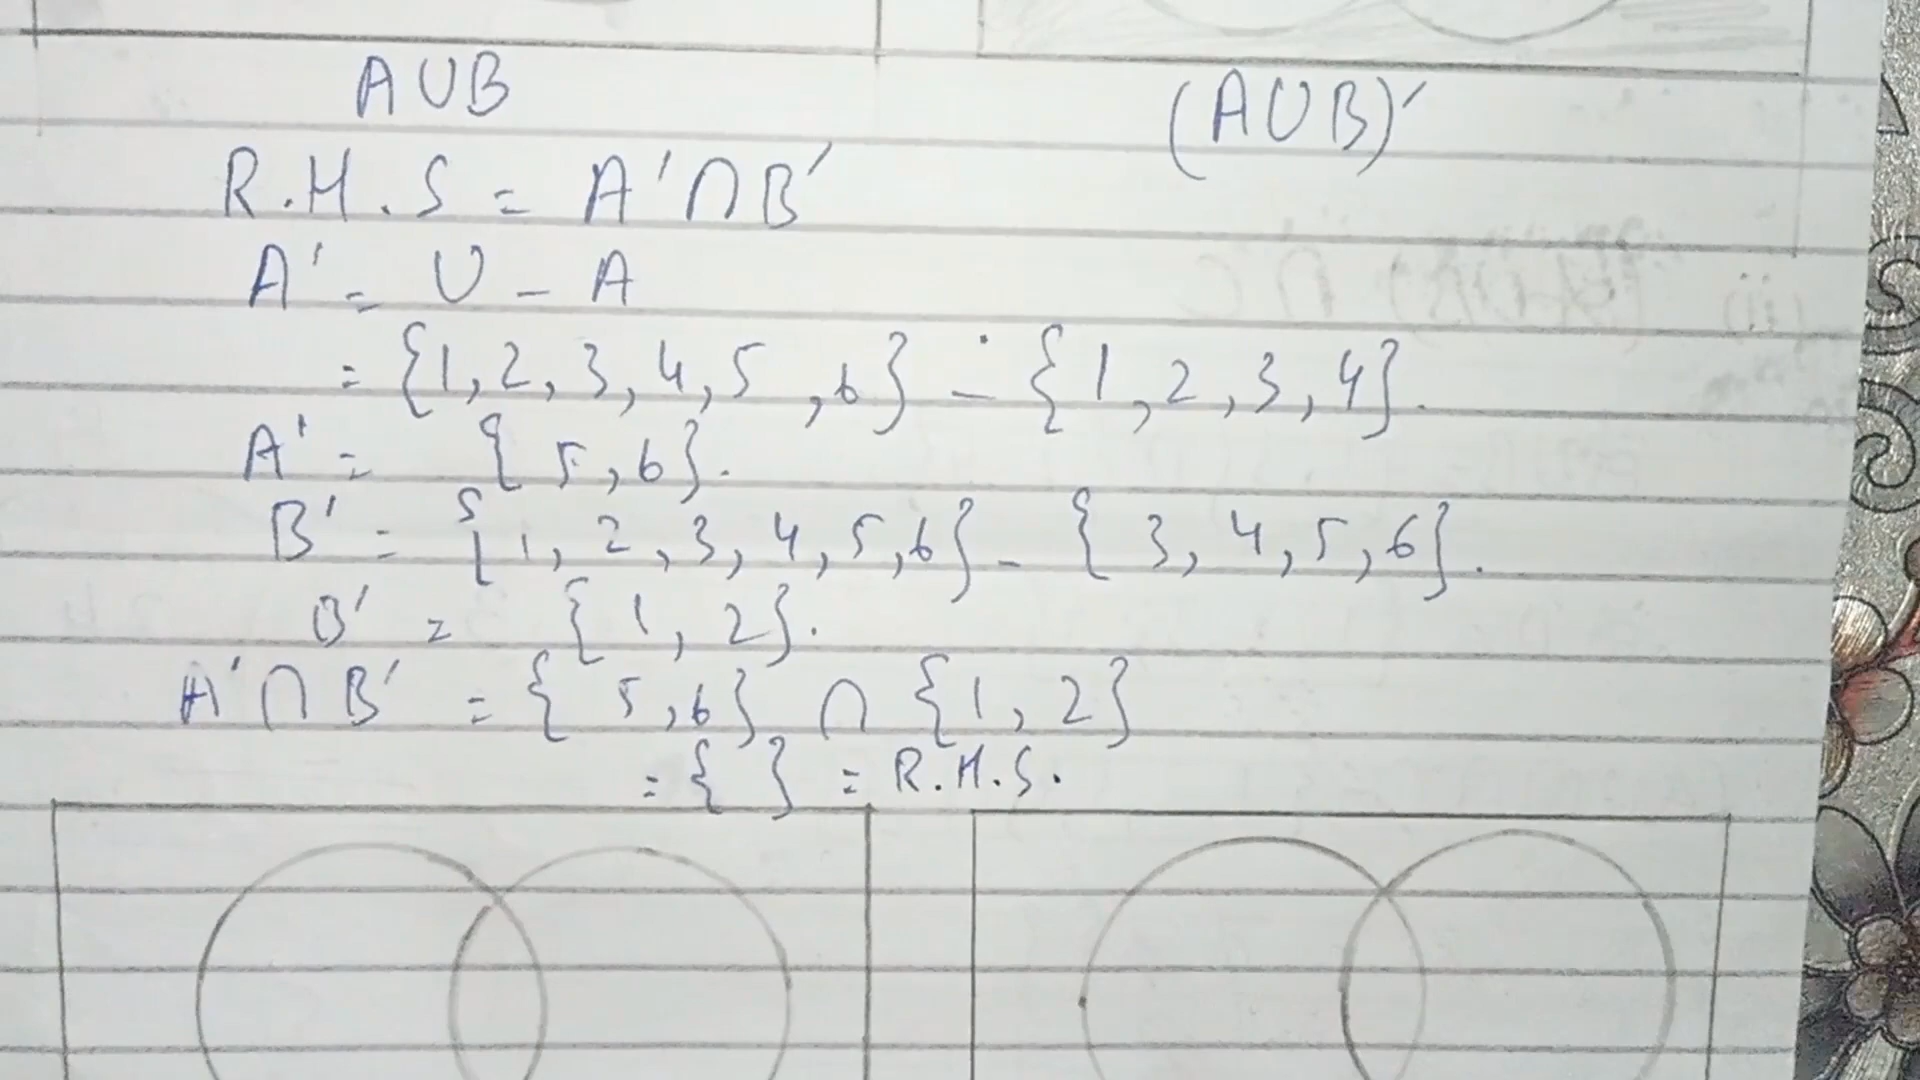 A∪B
(A∪B)′
R.H.S = A′∩B′
A′ = U - A
= {1,2,3,4,5,6} - {1,2,3,4}.
A′ = {5,6}.
B′ = {1,2,3,4,5,6} - {3,4,5,6}.
B′ = {1,2}.
A′∩B′ = {5,6} ∩ {1,2}
= { } = R.H.S.